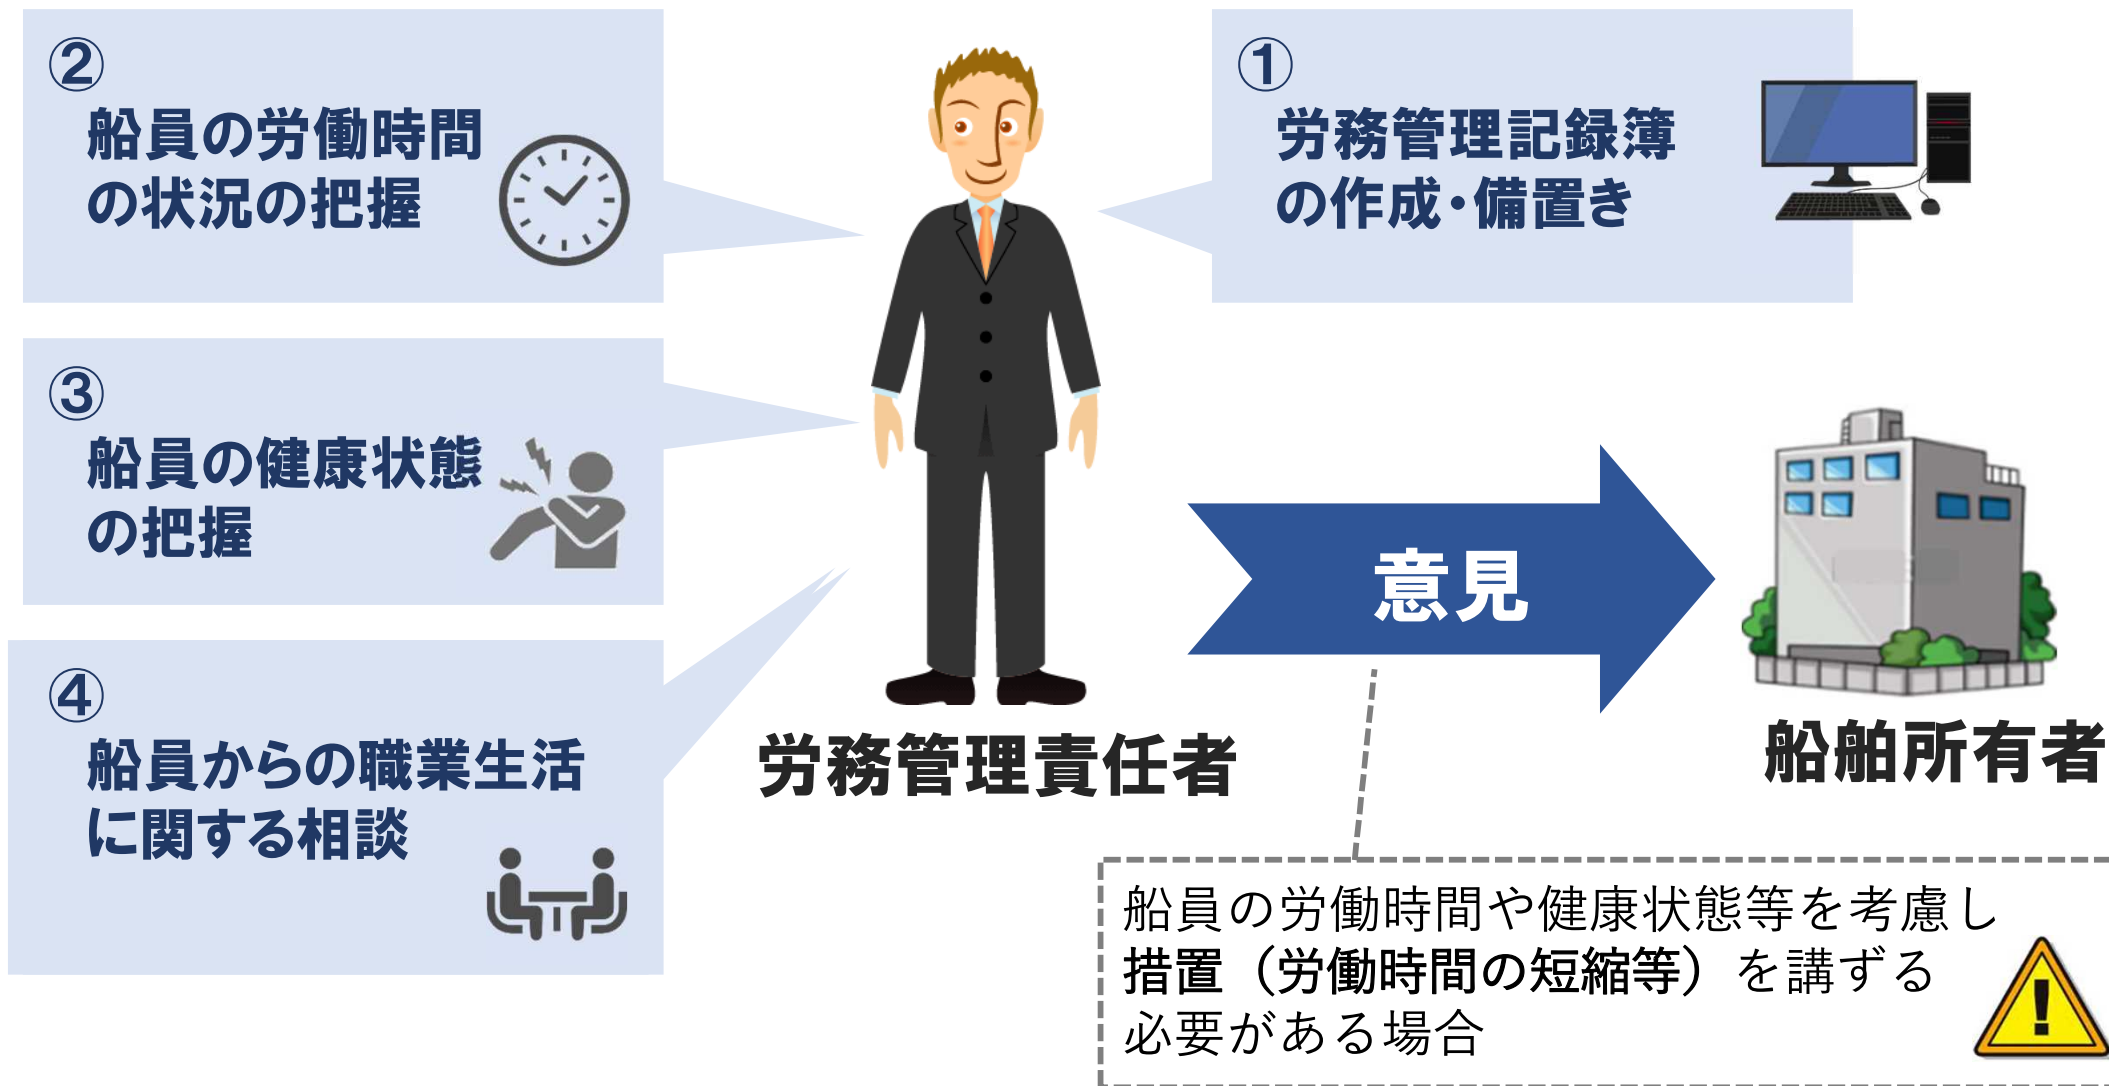 ②
船員の労働時間
の状況の把握
①
労務管理記録簿
の作成・備置き
③
船員の健康状態
の把握
④
船員からの職業生活
に関する相談
労務管理責任者
意見
船舶所有者
船員の労働時間や健康状態等を考慮し
措置（労働時間の短縮等）を講ずる
必要がある場合